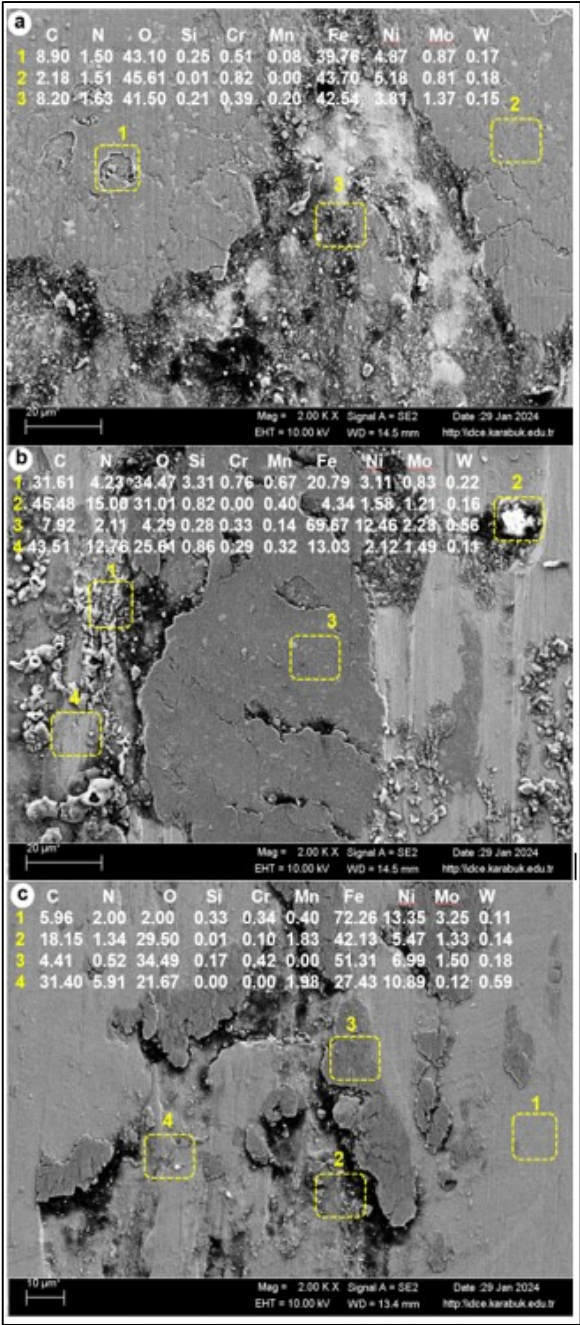 a
C N O Si Cr Mn Fe Ni Mo W
1 8.90 1.50 43.10 0.25 0.51 0.08 39.76 4.87 0.87 0.17
2 2.18 1.51 45.61 0.01 0.82 0.00 43.70 5.18 0.81 0.18
3 8.20 1.63 41.50 0.21 0.39 0.20 42.54 3.81 1.37 0.15
1
2
3
20 µm
Mag = 2.00 K X Signal A = SE2 Date :29 Jan 2024
EHT = 10.00 kV WD = 14.5 mm http:\\idce.karabuk.edu.tr
b
C N O Si Cr Mn Fe Ni Mo W
1 31.61 4.23 34.47 3.31 0.76 0.67 20.79 3.11 0.83 0.22
2 45.48 15.00 31.01 0.82 0.00 0.40 4.34 1.58 1.21 0.16
3 7.92 2.11 4.29 0.28 0.33 0.14 69.67 12.46 2.28 0.56
4 43.51 12.76 25.61 0.86 0.29 0.32 13.03 2.12 1.49 0.11
2
1
3
4
20 µm
Mag = 2.00 K X Signal A = SE2 Date :29 Jan 2024
EHT = 10.00 kV WD = 14.5 mm http:\\idce.karabuk.edu.tr
c
C N O Si Cr Mn Fe Ni Mo W
1 5.96 2.00 2.00 0.33 0.34 0.40 72.26 13.35 3.25 0.11
2 18.15 1.34 29.50 0.01 0.10 1.83 42.13 5.47 1.33 0.14
3 4.41 0.52 34.49 0.17 0.42 0.00 51.31 6.99 1.50 0.18
4 31.40 5.91 21.67 0.00 0.00 1.98 27.43 10.89 0.12 0.59
3
1
4
2
10 µm
Mag = 2.00 K X Signal A = SE2 Date :29 Jan 2024
EHT = 10.00 kV WD = 13.4 mm http:\\idce.karabuk.edu.tr